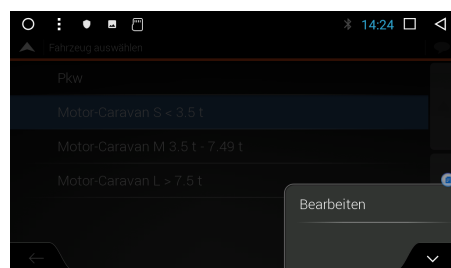 14:24
Fahrzeug auswählen
Pkw
Motor-Caravan S < 3.5 t
Motor-Caravan M 3.5 t - 7.49 t
Motor-Caravan L > 7.5 t
Bearbeiten